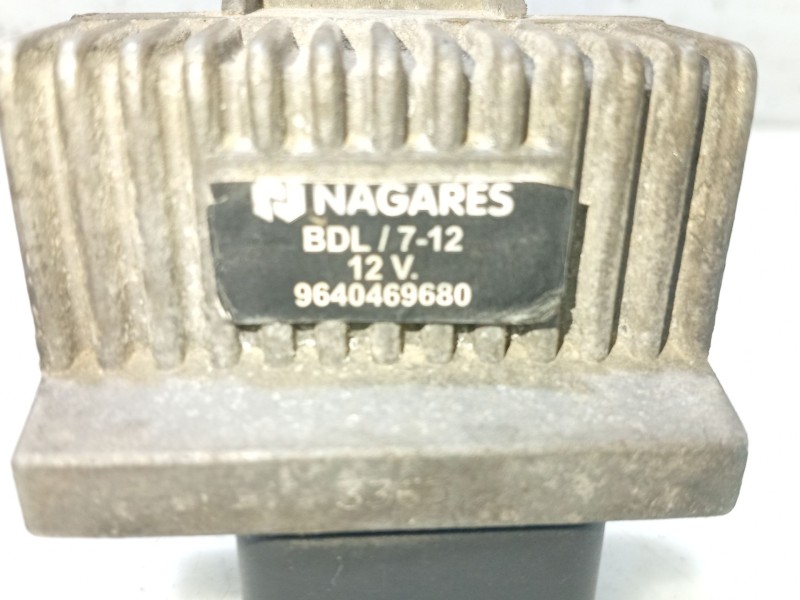 NAGARES
BDL / 7-12
12 V.
9640469680